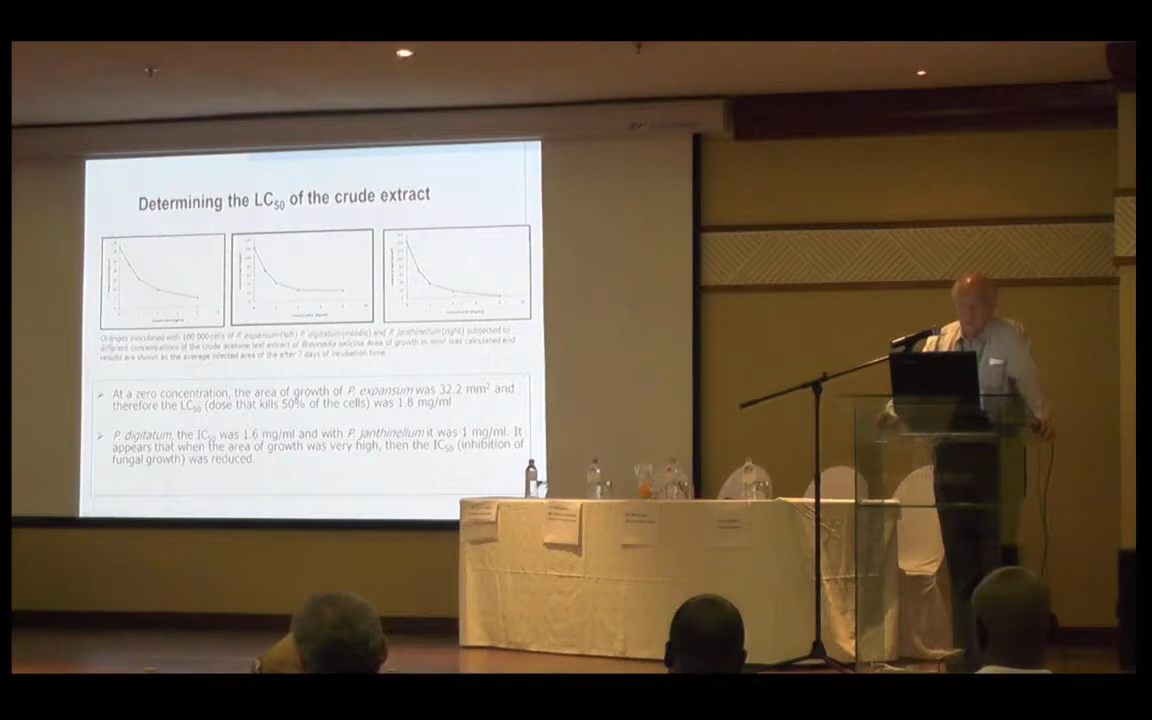 Determining the LC50 of the crude extract
Oranges inoculated with 100 000 cells of P. expansum (left) P. digitatum (middle) and P. janthinellum (right) subjected to
different concentrations of the crude acetone leaf extract of Area of growth in mm² was calculated and
results are shown as the average infected area of the after 7 days of incubation time.
➢ At a zero concentration, the area of growth of P. expansum was 32.2 mm² and
therefore the LC50 (dose that kills 50% of the cells) was 1.8 mg/ml
➢ P. digitatum, the IC50 was 1.6 mg/ml and with P. Janthinellum it was 1 mg/ml. It
appears that when the area of growth was very high, then the IC50 (inhibition of
fungal growth) was reduced.